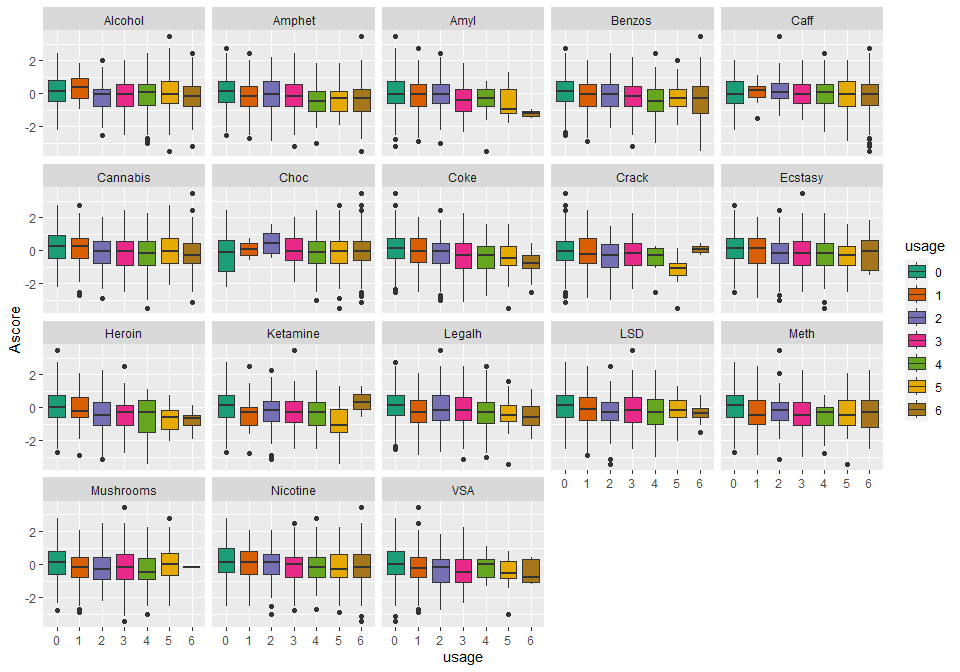 Alcohol Amphet Amyl Benzos Caff
2
0
-2
Cannabis Choc Coke Crack Ecstasy
2
0
-2
Heroin Ketamine Legalh LSD Meth
2
0
-2
0 1 2 3 4 5 6 0 1 2 3 4 5 6
Mushrooms Nicotine VSA
2
0
-2
0 1 2 3 4 5 6 0 1 2 3 4 5 6 0 1 2 3 4 5 6
usage
Ascore
usage
0
1
2
3
4
5
6